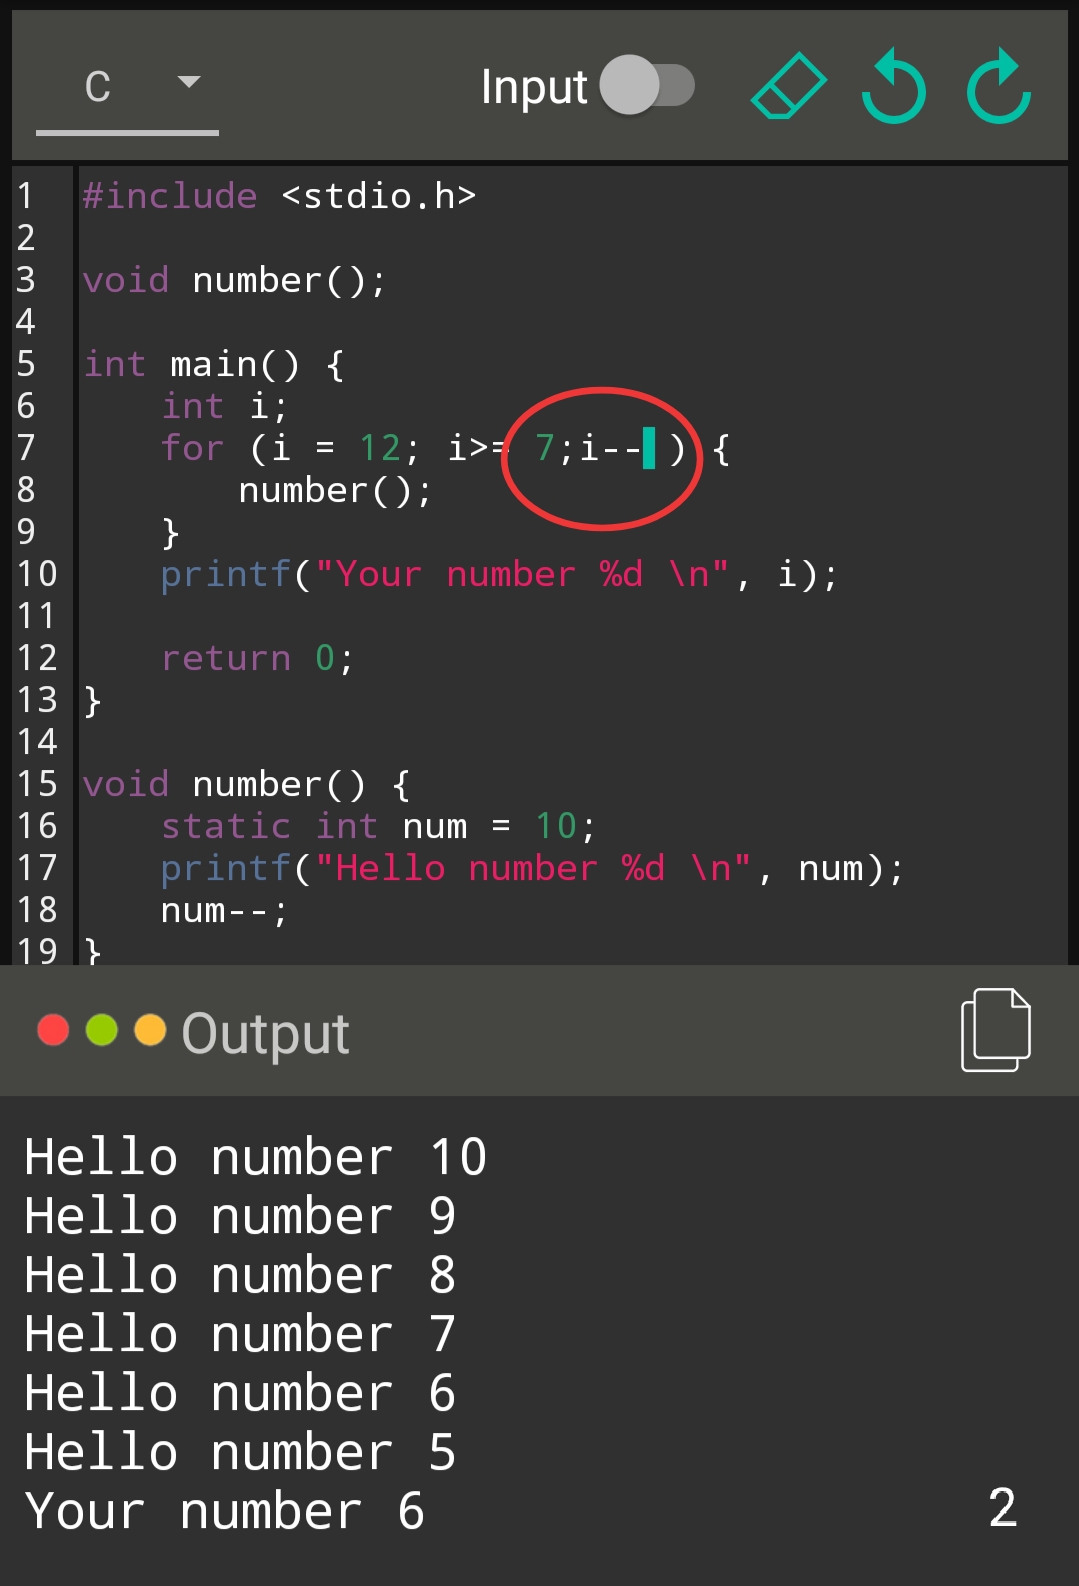 C Input
1 #include <stdio.h>
2
3 void number();
4
5 int main() {
6 int i;
7 for (i = 12; i>= 7;i-- ) {
8 number();
9 }
10 printf("Your number %d \n", i);
11
12 return 0;
13 }
14
15 void number() {
16 static int num = 10;
17 printf("Hello number %d \n", num);
18 num--;
19 }
Output
Hello number 10
Hello number 9
Hello number 8
Hello number 7
Hello number 6
Hello number 5
Your number 6 2